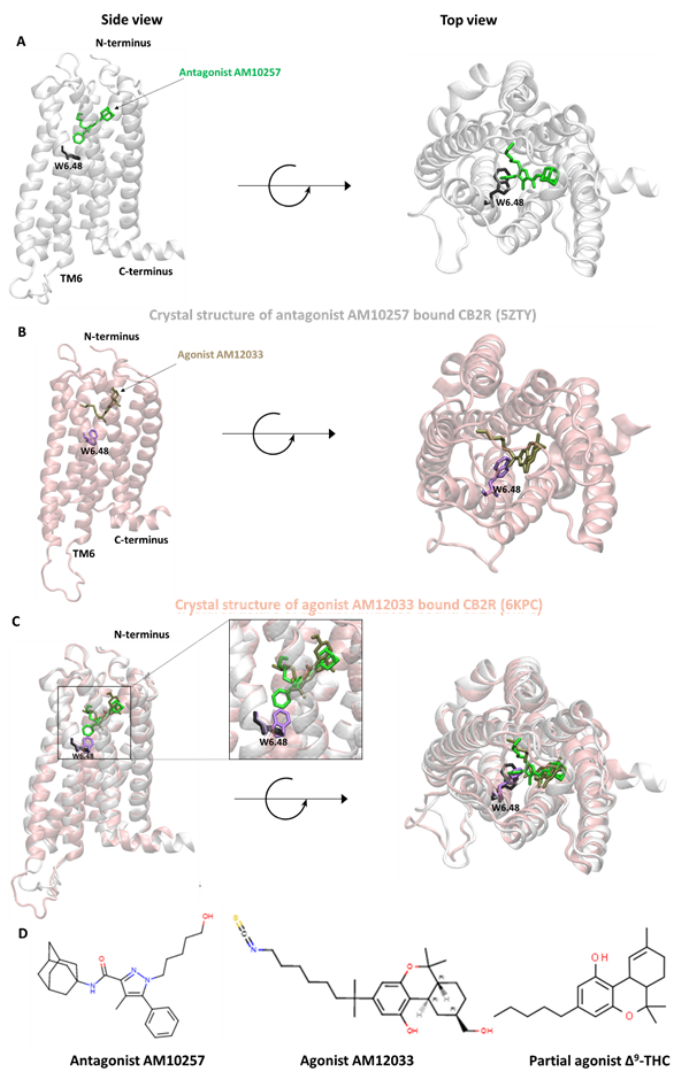 Side view
Top view
A
N-terminus
Antagonist AM10257
W6.48
W6.48
TM6
C-terminus
Crystal structure of antagonist AM10257 bound CB2R (5ZTY)
B
N-terminus
Agonist AM12033
W6.48
W6.48
C-terminus
TM6
Crystal structure of agonist AM12033 bound CB2R (6KPC)
C
N-terminus
W6.48
W6.48
W6.48
D
OH
O
N
N
NH
S
C
N
O
H
H
OH
OH
OH
O
Antagonist AM10257
Agonist AM12033
Partial agonist Δ⁹-THC